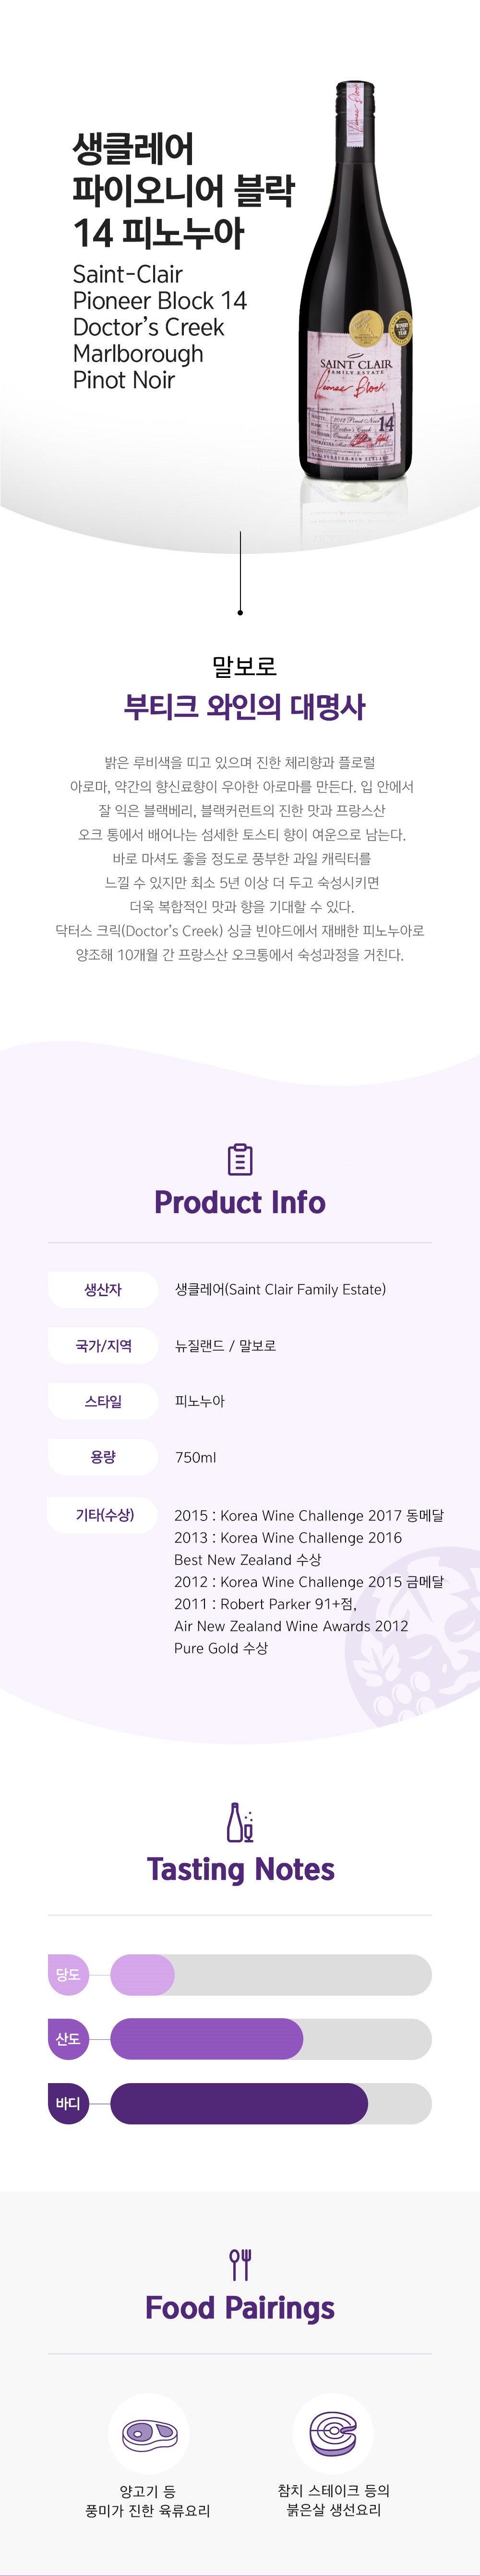 생클레어
파이오니어 블락
14 피노누아
Saint-Clair
Pioneer Block 14
Doctor's Creek
Marlborough
Pinot Noir
SAINT CLAIR
FAMILY ESTATE
Pioneer Block
14
말보로
부티크 와인의 대명사
밝은 루비색을 띠고 있으며 진한 체리향과 플로럴
아로마, 약간의 향신료향이 우아한 아로마를 만든다. 입 안에서
잘 익은 블랙베리, 블랙커런트의 진한 맛과 프랑스산
오크 통에서 배어나는 섬세한 토스티 향이 여운으로 남는다.
바로 마셔도 좋을 정도로 풍부한 과일 캐릭터를
느낄 수 있지만 최소 5년 이상 더 두고 숙성시키면
더욱 복합적인 맛과 향을 기대할 수 있다.
닥터스 크릭(Doctor's Creek) 싱글 빈야드에서 재배한 피노누아로
양조해 10개월 간 프랑스산 오크통에서 숙성과정을 거친다.
Product Info
생산자 생클레어(Saint Clair Family Estate)
국가/지역 뉴질랜드 / 말보로
스타일 피노누아
용량 750ml
기타(수상) 2015 : Korea Wine Challenge 2017 동메달
2013 : Korea Wine Challenge 2016
Best New Zealand 수상
2012 : Korea Wine Challenge 2015 금메달
2011 : Robert Parker 91+점,
Air New Zealand Wine Awards 2012
Pure Gold 수상
Tasting Notes
당도
산도
바디
Food Pairings
양고기 등
풍미가 진한 육류요리
참치 스테이크 등의
붉은살 생선요리